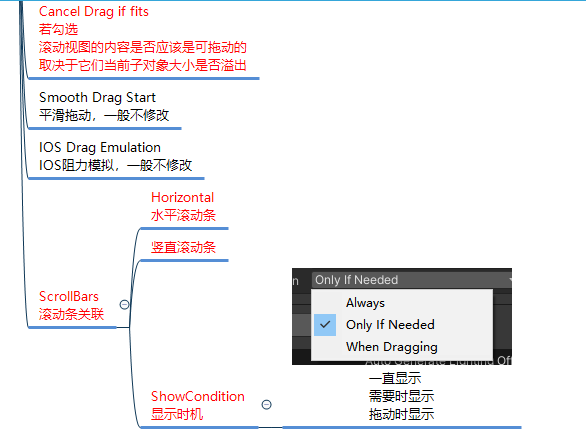 Cancel Drag if fits
若勾选
滚动视图的内容是否应该是可拖动的
取决于它们当前子对象大小是否溢出
Smooth Drag Start
平滑拖动，一般不修改
IOS Drag Emulation
IOS阻力模拟，一般不修改
Horizontal
水平滚动条
竖直滚动条
ScrollBars
滚动条关联
Only If Needed
Always
Only If Needed
When Dragging
ShowCondition
显示时机
一直显示
需要时显示
拖动时显示